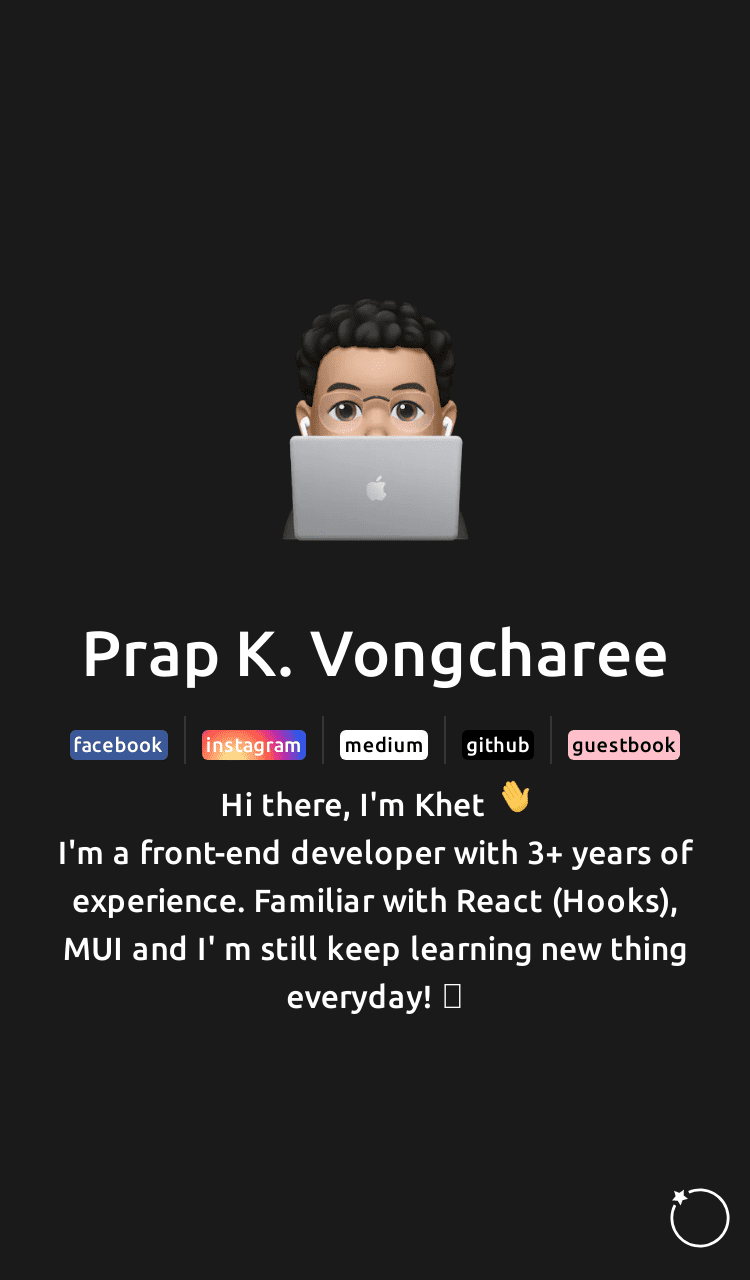 Prap K. Vongcharee
facebook instagram medium github guestbook
Hi there, I'm Khet 👋
I'm a front-end developer with 3+ years of
experience. Familiar with React (Hooks),
MUI and I' m still keep learning new thing
everyday!